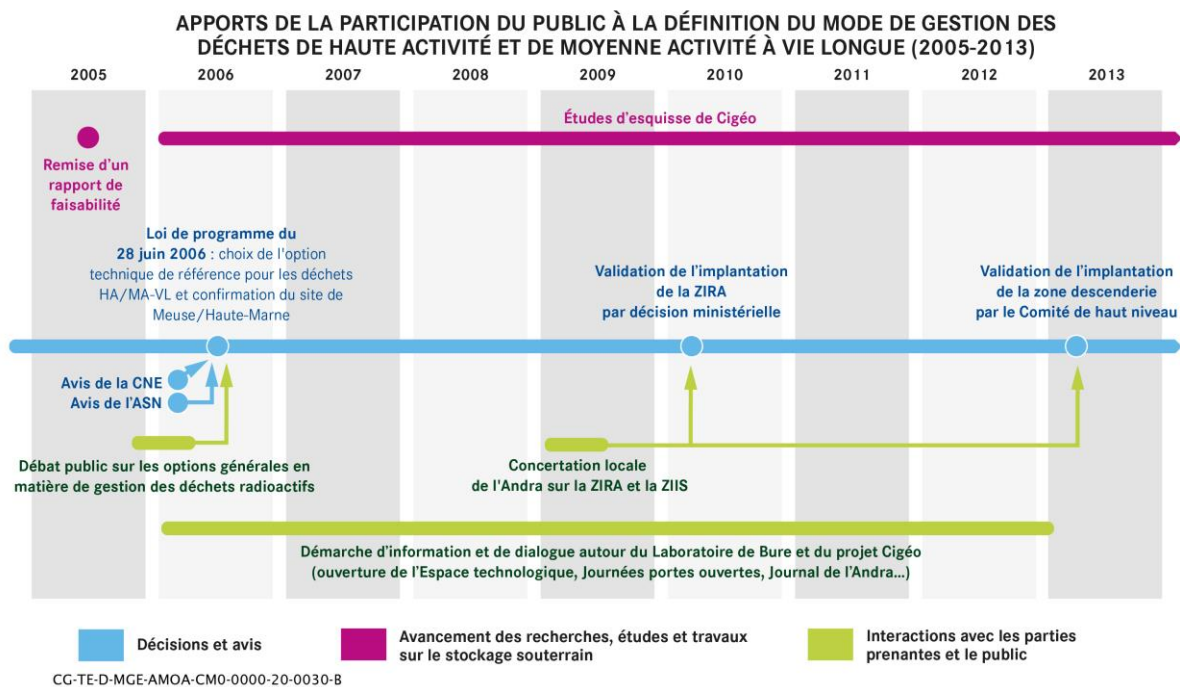 APPORTS DE LA PARTICIPATION DU PUBLIC À LA DÉFINITION DU MODE DE GESTION DES
DÉCHETS DE HAUTE ACTIVITÉ ET DE MOYENNE ACTIVITÉ À VIE LONGUE (2005-2013)
2005 2006 2007 2008 2009 2010 2011 2012 2013
Études d'esquisse de Cigéo
Remise d'un
rapport de
faisabilité
Loi de programme du
28 juin 2006 : choix de l'option
technique de référence pour les déchets
HA/MA-VL et confirmation du site de
Meuse/Haute-Marne
Validation de l'implantation
de la ZIRA
par décision ministérielle
Validation de l'implantation
de la zone descenderie
par le Comité de haut niveau
Avis de la CNE
Avis de l'ASN
Débat public sur les options générales en
matière de gestion des déchets radioactifs
Concertation locale
de l'Andra sur la ZIRA et la ZIIS
Démarche d'information et de dialogue autour du Laboratoire de Bure et du projet Cigéo
(ouverture de l'Espace technologique, Journées portes ouvertes, Journal de l'Andra...)
Décisions et avis
Avancement des recherches, études et travaux
sur le stockage souterrain
Interactions avec les parties
prenantes et le public
CG-TE-D-MGE-AMOA-CM0-0000-20-0030-B